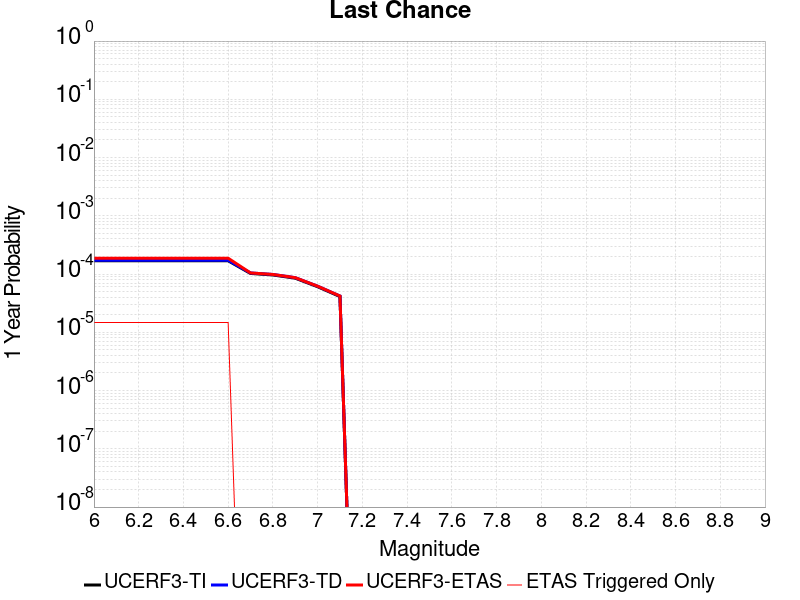 Last Chance
10^0
10^-1
10^-2
10^-3
10^-4
10^-5
10^-6
10^-7
10^-8
1 Year Probability
6 6.2 6.4 6.6 6.8 7 7.2 7.4 7.6 7.8 8 8.2 8.4 8.6 8.8 9
Magnitude
UCERF3-TI UCERF3-TD UCERF3-ETAS ETAS Triggered Only